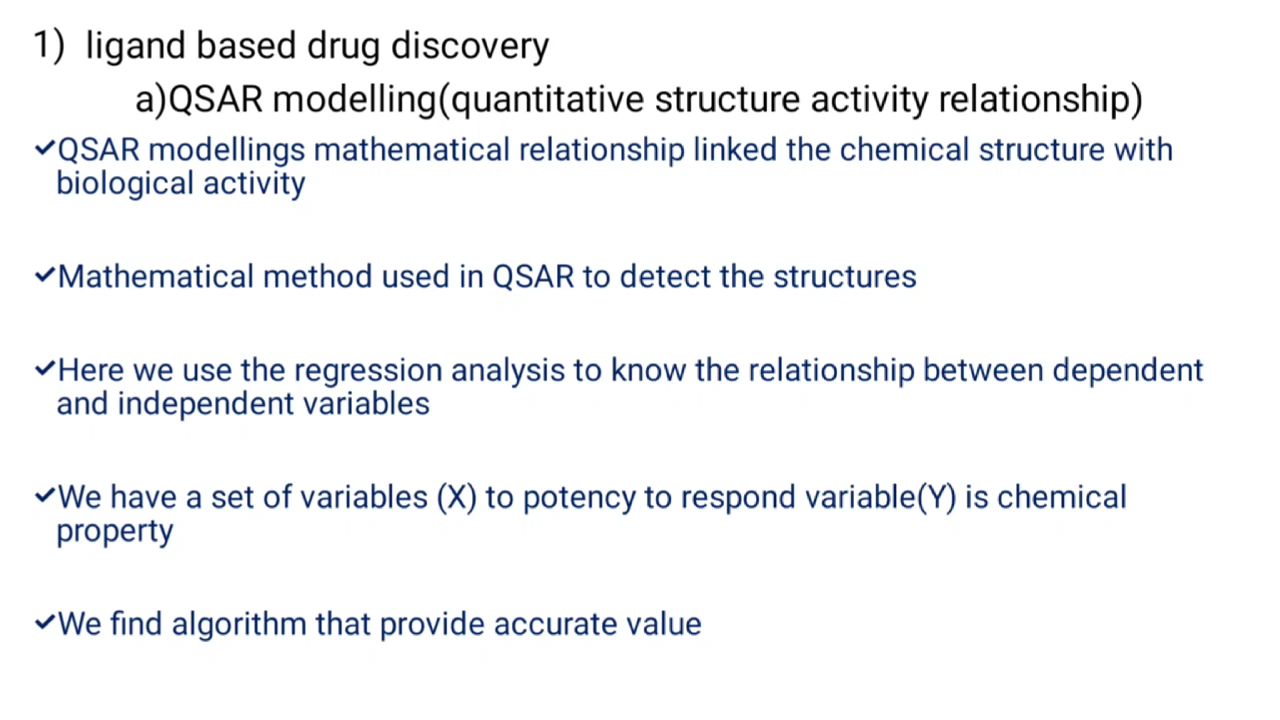 1) ligand based drug discovery
a)QSAR modelling(quantitative structure activity relationship)
✔QSAR modellings mathematical relationship linked the chemical structure with
biological activity
✔Mathematical method used in QSAR to detect the structures
✔Here we use the regression analysis to know the relationship between dependent
and independent variables
✔We have a set of variables (X) to potency to respond variable(Y) is chemical
property
✔We find algorithm that provide accurate value